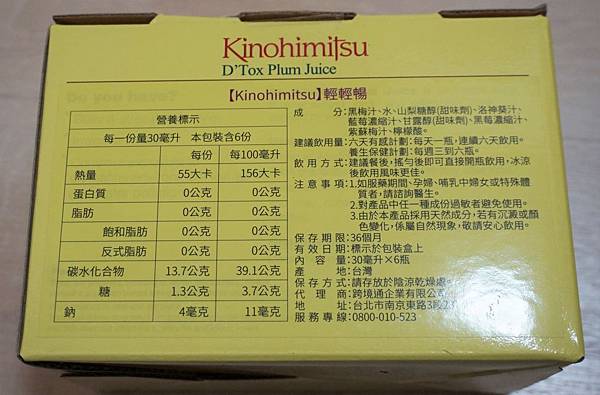 Kinohimitsu
D'Tox Plum Juice
【Kinohimitsu】輕輕暢
營養標示
每一份量30毫升 本包裝含6份
每份 每100毫升
熱量 55大卡 156大卡
蛋白質 0公克 0公克
脂肪 0公克 0公克
飽和脂肪 0公克 0公克
反式脂肪 0公克 0公克
碳水化合物 13.7公克 39.1公克
糖 1.3公克 3.7公克
鈉 4毫克 11毫克
成分:黑梅汁、水、山梨糖醇(甜味劑)、洛神葵汁、
藍莓濃縮汁、甘露醇(甜味劑)、黑莓濃縮汁、
紫蘇梅汁、檸檬酸。
建議飲用量:六天有感計劃:每天一瓶,連續六天飲用。
養生保健計劃:每週三到六瓶。
飲用方式:建議餐後,搖勻後即可直接開瓶飲用,冰涼
後飲用風味更佳。
注意事項:1.如服藥期間、孕婦、哺乳中婦女或特殊體
質者,請諮詢醫生。
2.對產品中任一種成份過敏者避免使用。
3.由於本產品採用天然成分,若有沉澱或顏
色變化,係屬自然現象,敬請安心飲用。
保存期限:36個月
有效日期:標示於包裝盒上
內容量:30毫升×6瓶
產地:台灣
保存方式:請存放於陰涼乾燥處
代理商:跨境通企業有限公
地址:台北市南京東路3段2
服務專線:0800-010-523